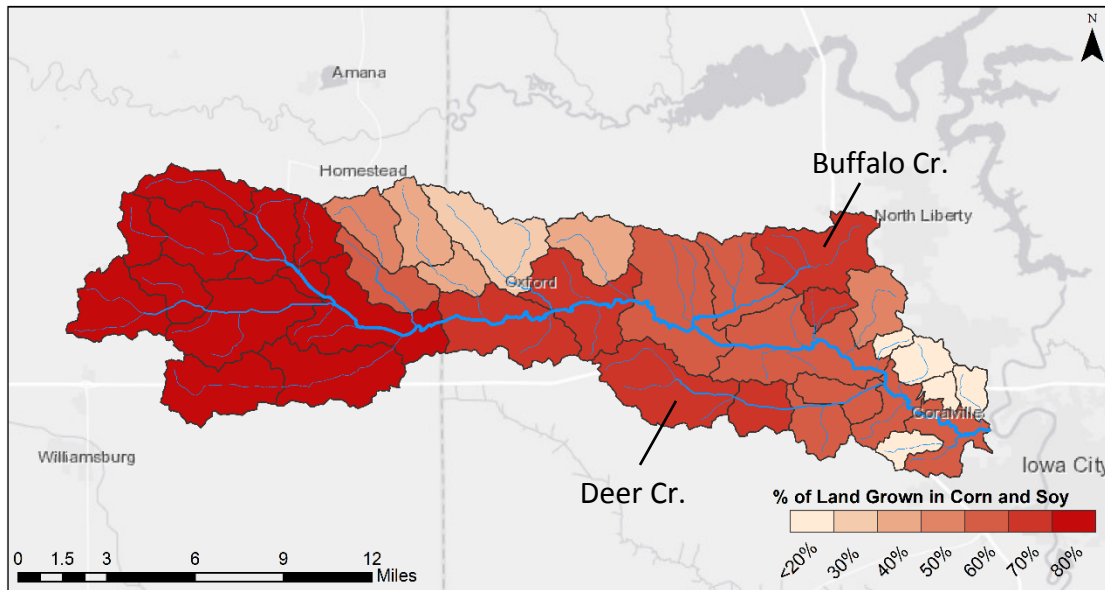 N
Amana
Buffalo Cr.
Homestead
North Liberty
Oxford
Coralville
Williamsburg
Iowa City
Deer Cr.
% of Land Grown in Corn and Soy
<20%
30%
40%
50%
60%
70%
80%
0 1.5 3 6 9 12
Miles